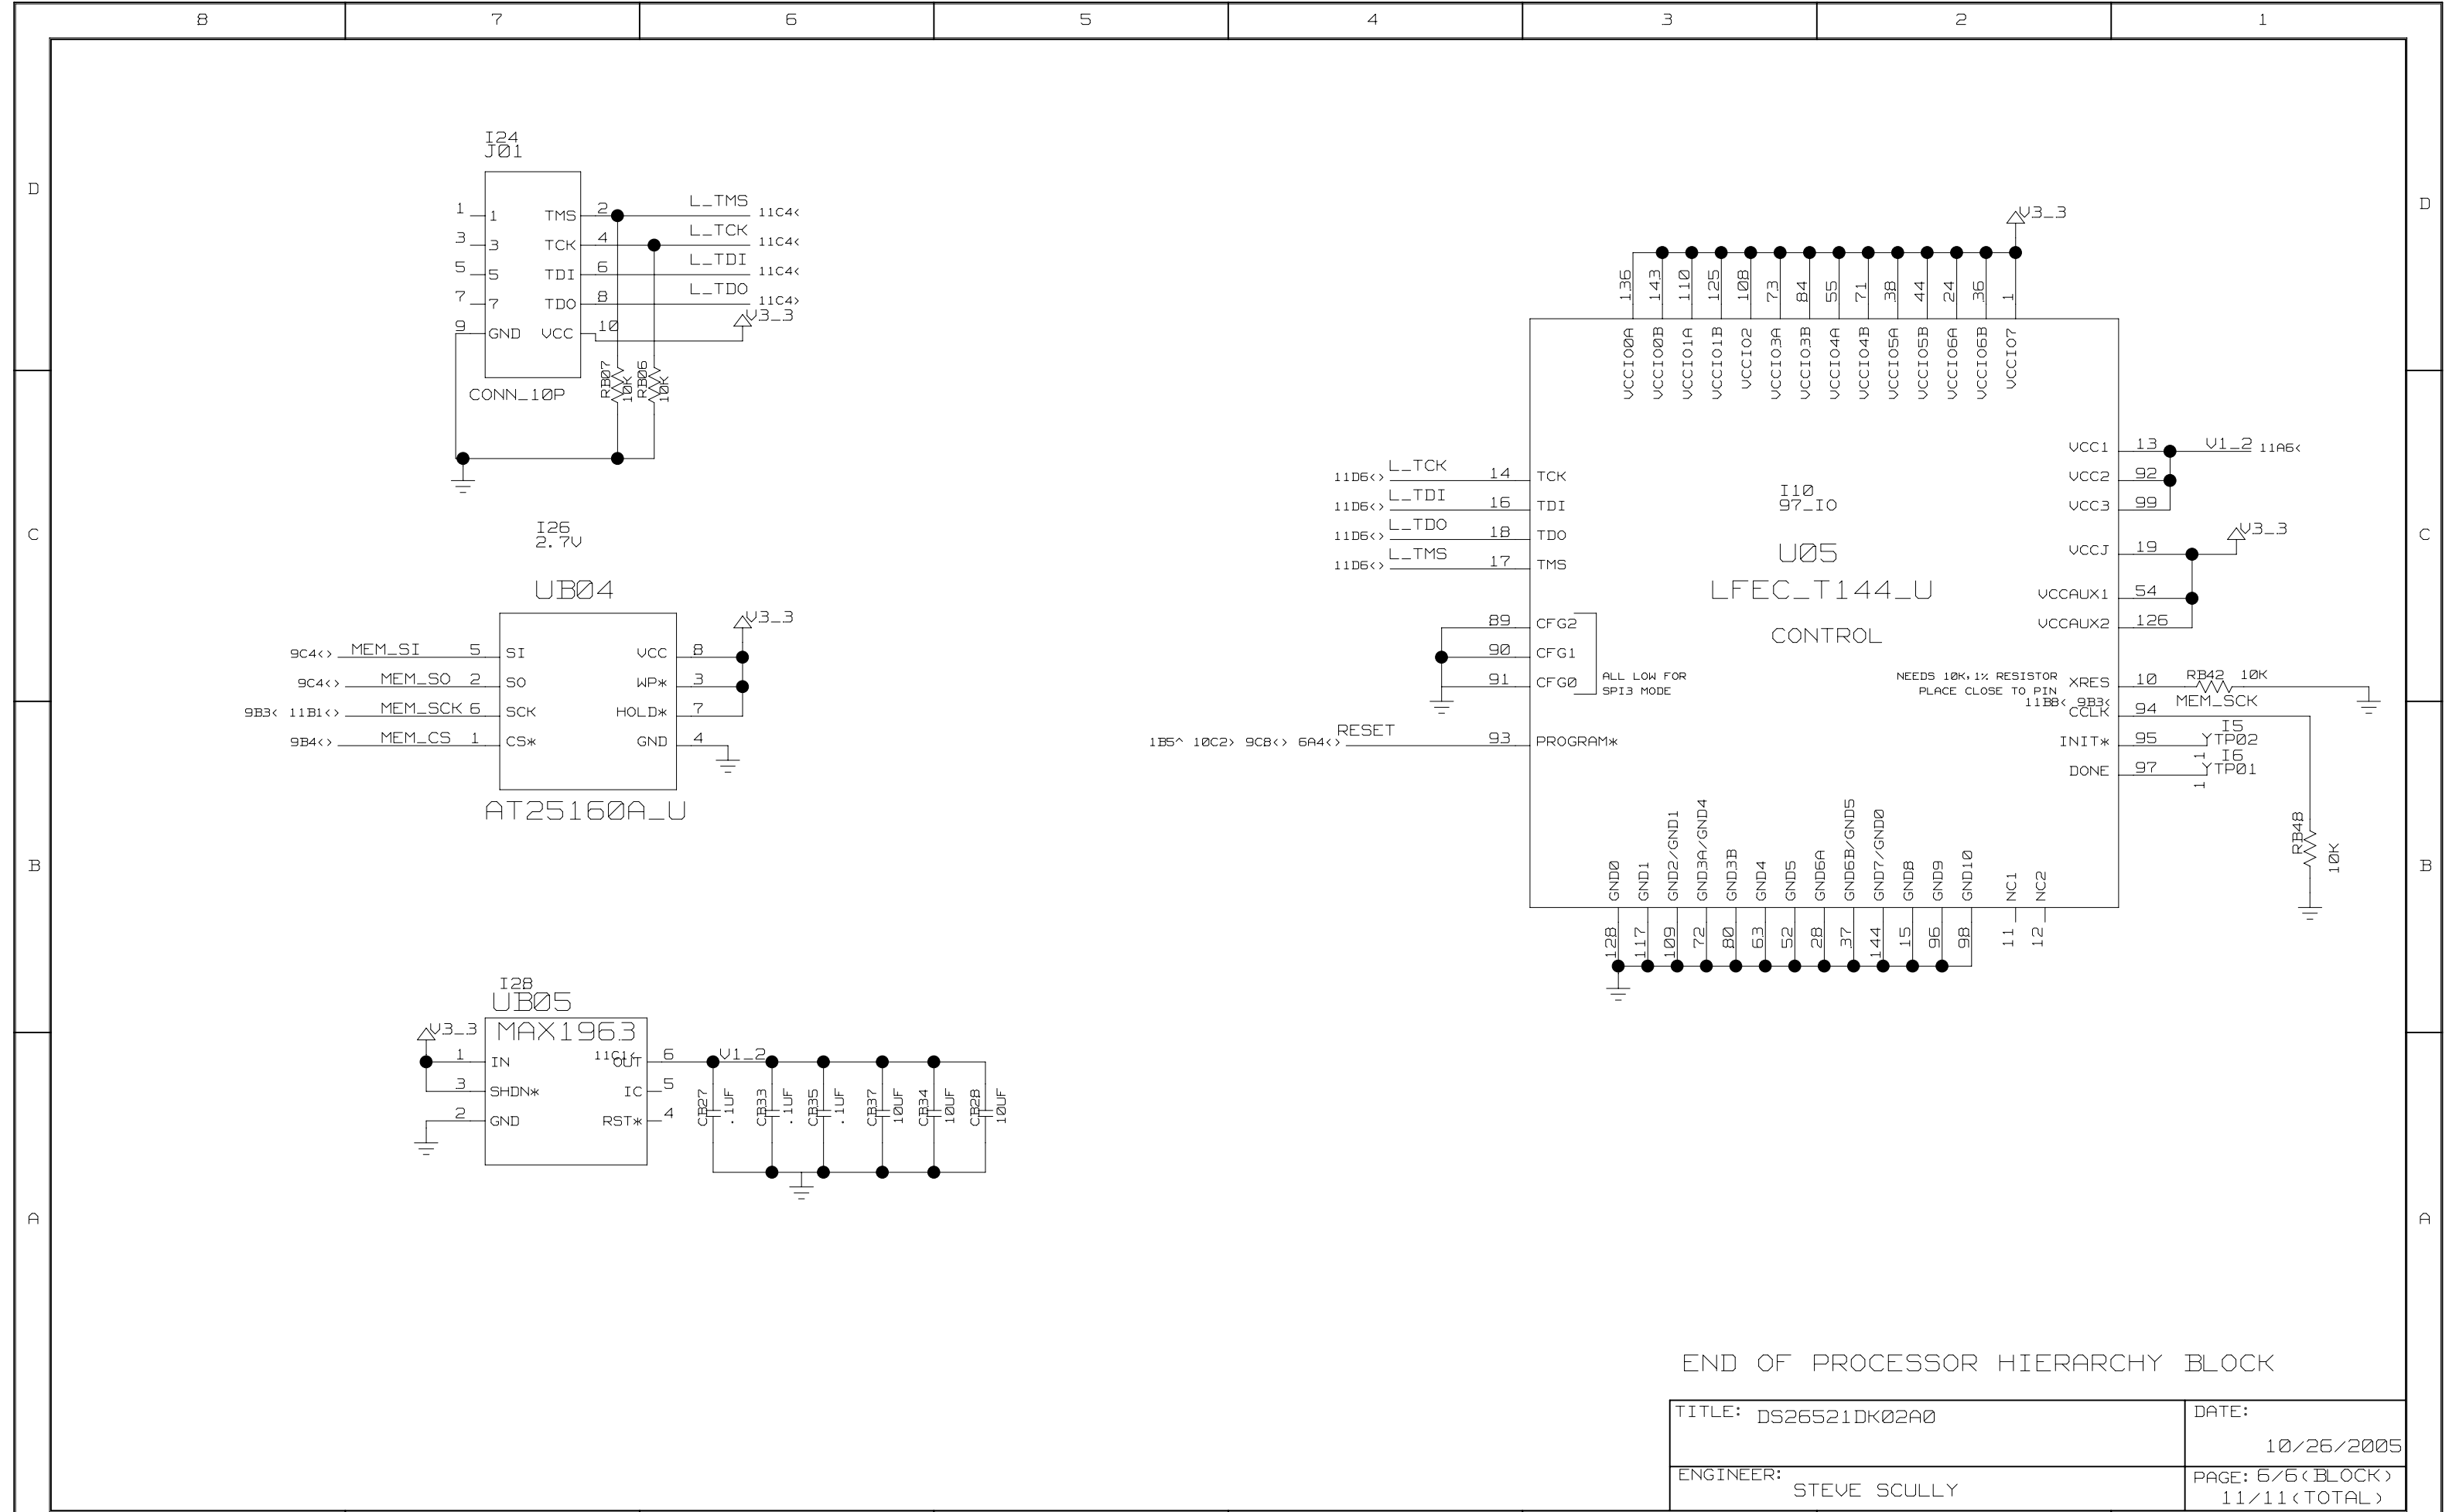 8 7 6 5 4 3 2 1
D
D
I24
J01
1 1 TMS 2 L_TMS 11C4<
3 3 TCK 4 L_TCK 11C4<
5 5 TDI 6 L_TDI 11C4<
7 7 TDO 8 L_TDO 11C4>
9 GND VCC 10 V3_3
RB07 10K
RB06 10K
CONN_10P
V3_3
136 143 110 125 108 73 84 55 71 38 44 24 36 1
VCCIO0A VCCIO0B VCCIO1A VCCIO1B VCCIO2 VCCIO3A VCCIO3B VCCIO4A VCCIO4B VCCIO5A VCCIO5B VCCIO6A VCCIO6B VCCIO7
C
C
11D6<> L_TCK 14 TCK
11D6<> L_TDI 16 TDI
11D6<> L_TDO 18 TDO
11D6<> L_TMS 17 TMS
89 CFG2
90 CFG1
91 CFG0
ALL LOW FOR
SPI3 MODE
1B5^ 10C2> 9C8<> 6A4<> RESET 93 PROGRAM*
I10
97_IO
U05
LFEC_T144_U
CONTROL
VCC1 13 V1_2 11A6<
VCC2 92
VCC3 99
VCCJ 19 V3_3
VCCAUX1 54
VCCAUX2 126
NEEDS 10K,1% RESISTOR
PLACE CLOSE TO PIN
XRES 10 RB42 10K
11B8< 9B3<
CCLK 94 MEM_SCK
INIT* 95 I5 TP02 1
DONE 97 I6 TP01 1
RB48 10K
I26
2.7V
UB04
9C4<> MEM_SI 5 SI VCC 8 V3_3
9C4<> MEM_SO 2 SO WP* 3
9B3< 11B1<> MEM_SCK 6 SCK HOLD* 7
9B4<> MEM_CS 1 CS* GND 4
AT25160A_U
B
B
GND0 GND1 GND2/GND1 GND3A/GND4 GND3B GND4 GND5 GND6A GND6B/GND5 GND7/GND0 GND8 GND9 GND10 NC1 NC2
128 117 109 72 80 63 52 28 37 144 15 96 98 11 12
I28
UB05
MAX1963
V3_3
1 IN 11C1< OUT 6 V1_2
3 SHDN* IC 5
2 GND RST* 4
CB27 .1UF
CB33 .1UF
CB35 .1UF
CB37 10UF
CB34 10UF
CB28 10UF
A
A
END OF PROCESSOR HIERARCHY BLOCK
TITLE: DS26521DK02A0
DATE:
10/26/2005
ENGINEER:
STEVE SCULLY
PAGE: 6/6(BLOCK)
11/11(TOTAL)